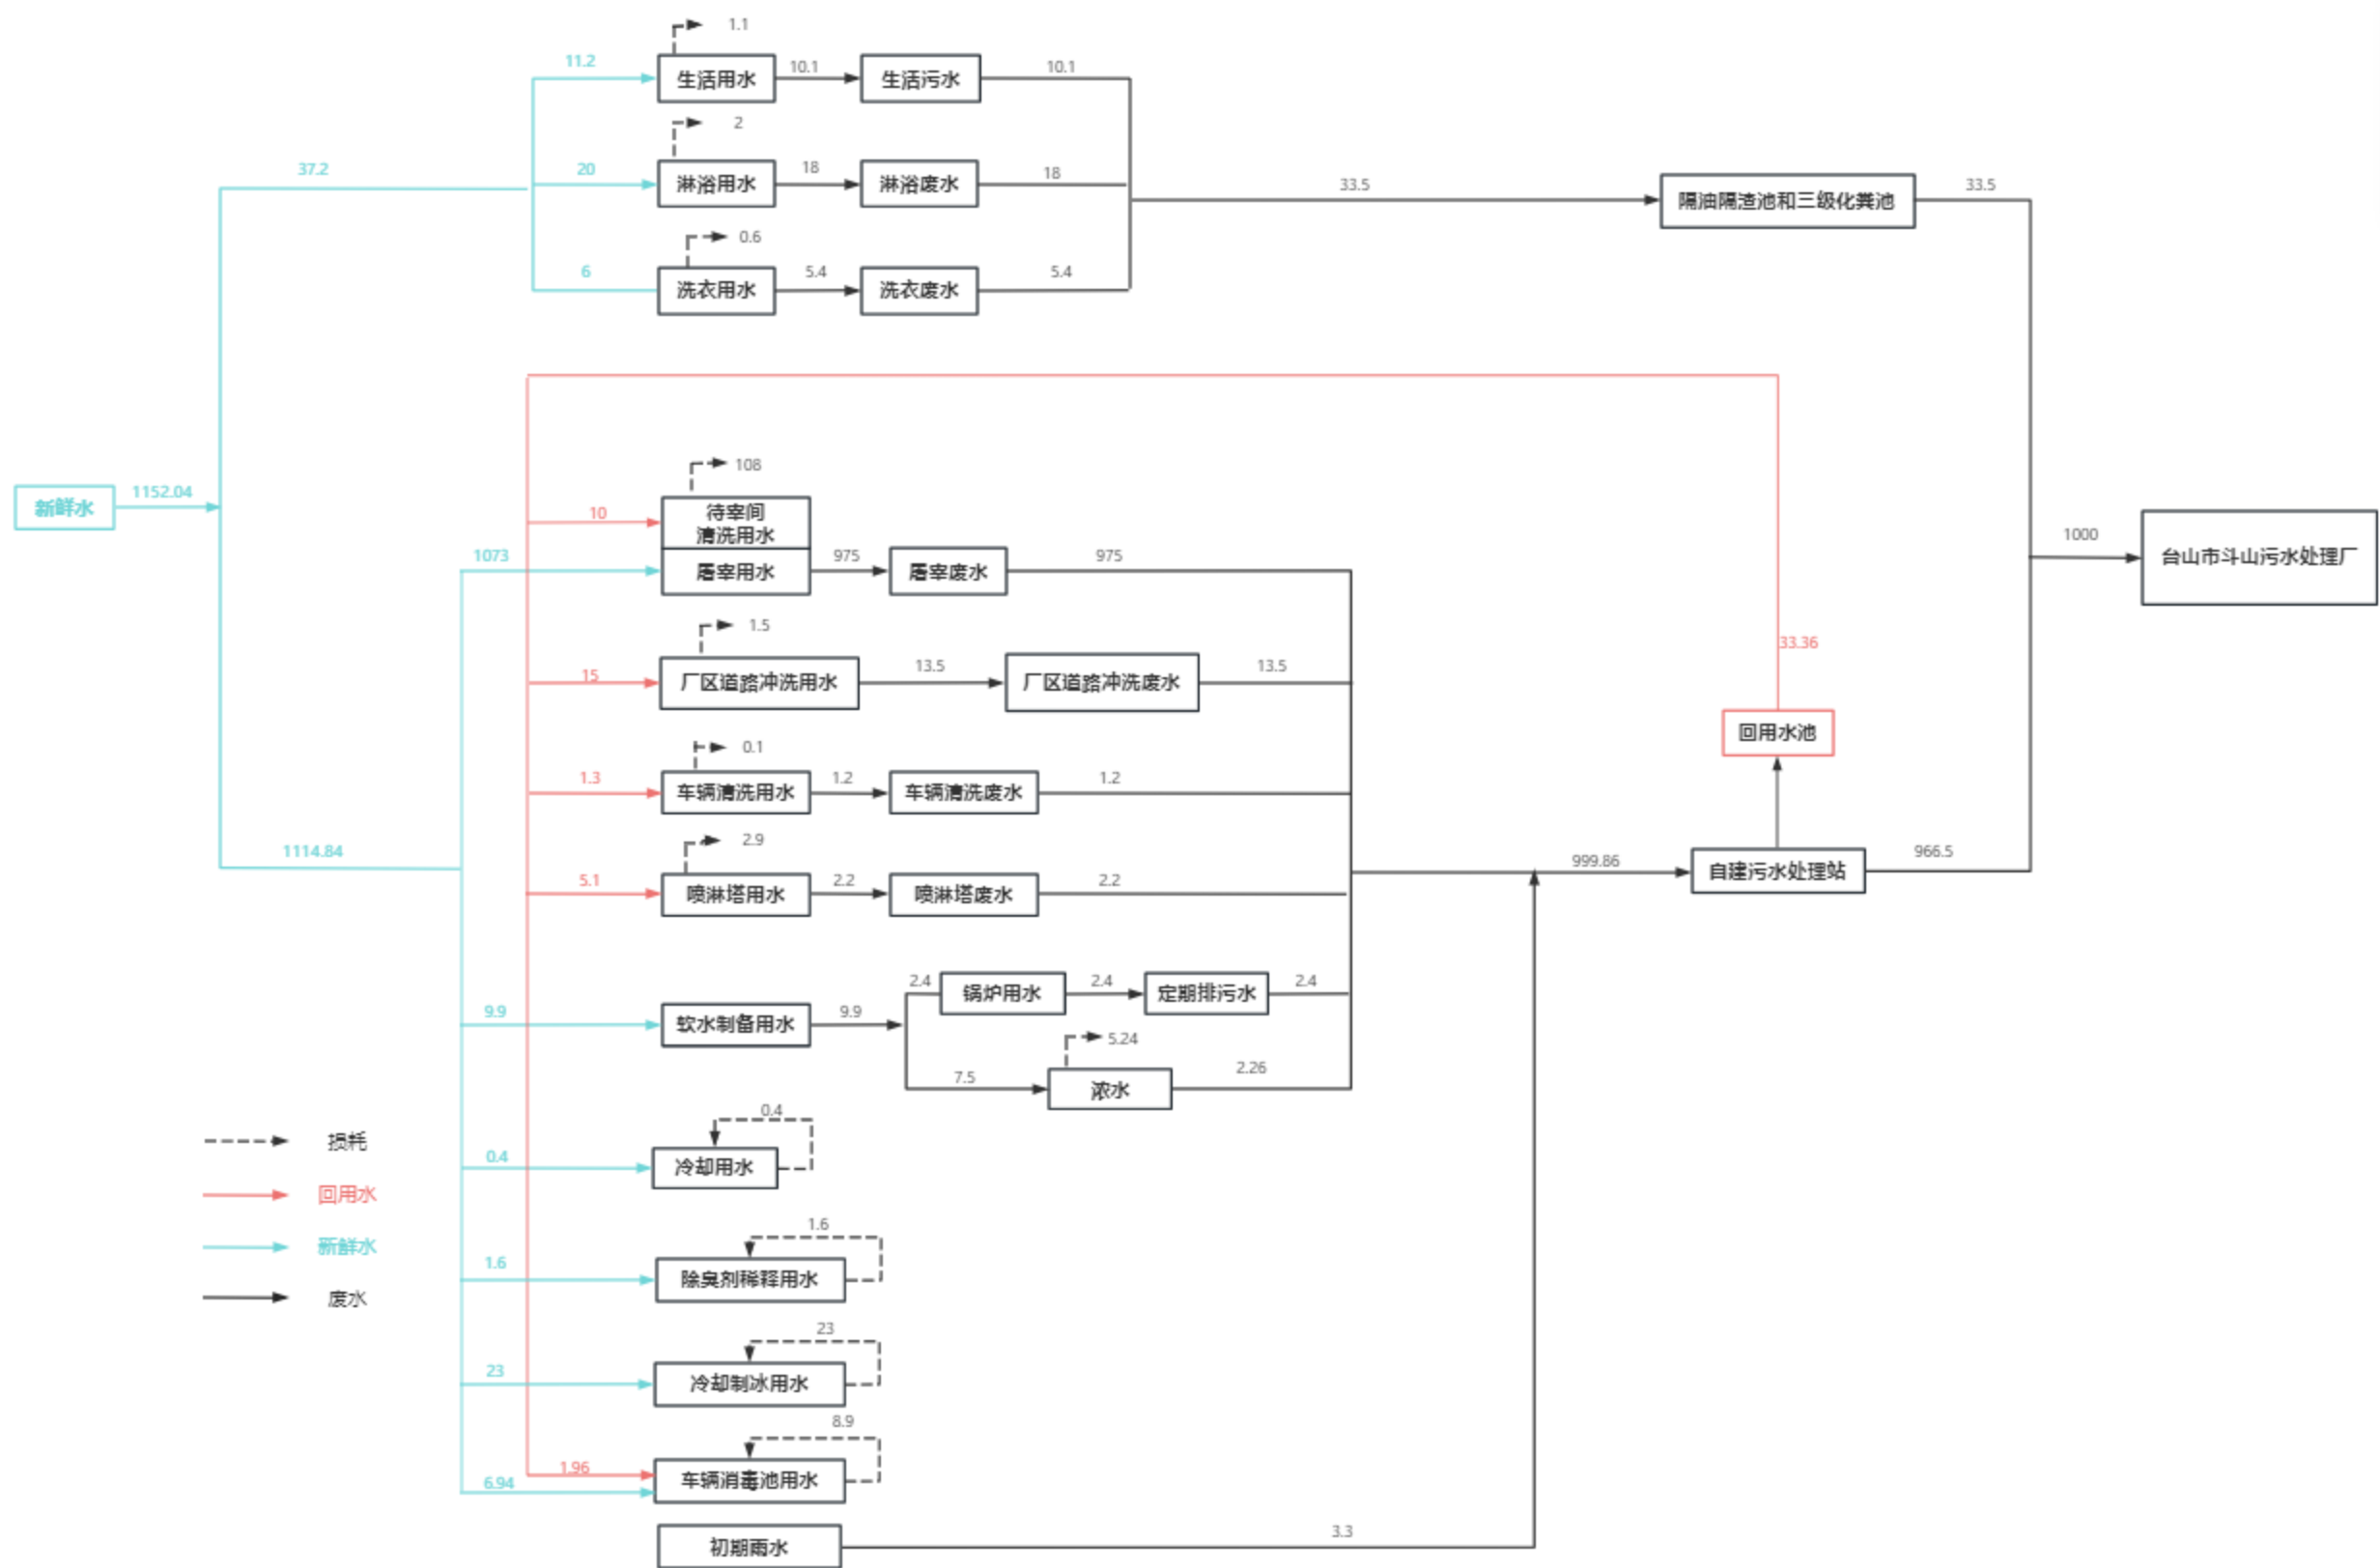 1.1
11.2
生活用水
10.1
生活污水
10.1
2
37.2
20
淋浴用水
18
淋浴废水
18
33.5
隔油隔渣池和三级化粪池
33.5
0.6
6
洗衣用水
5.4
洗衣废水
5.4
108
新鲜水
1152.04
10
待宰间
清洗用水
1073
屠宰用水
975
屠宰废水
975
1000
台山市斗山污水处理厂
1.5
15
厂区道路冲洗用水
13.5
厂区道路冲洗废水
13.5
33.36
回用水池
0.1
1.3
车辆清洗用水
1.2
车辆清洗废水
1.2
2.9
1114.84
5.1
喷淋塔用水
2.2
喷淋塔废水
2.2
999.86
自建污水处理站
966.5
9.9
软水制备用水
9.9
2.4
锅炉用水
2.4
定期排污水
2.4
5.24
7.5
浓水
2.26
0.4
0.4
冷却用水
1.6
1.6
除臭剂稀释用水
23
23
冷却制冰用水
8.9
1.96
6.94
车辆消毒池用水
初期雨水
3.3
损耗
回用水
新鲜水
废水